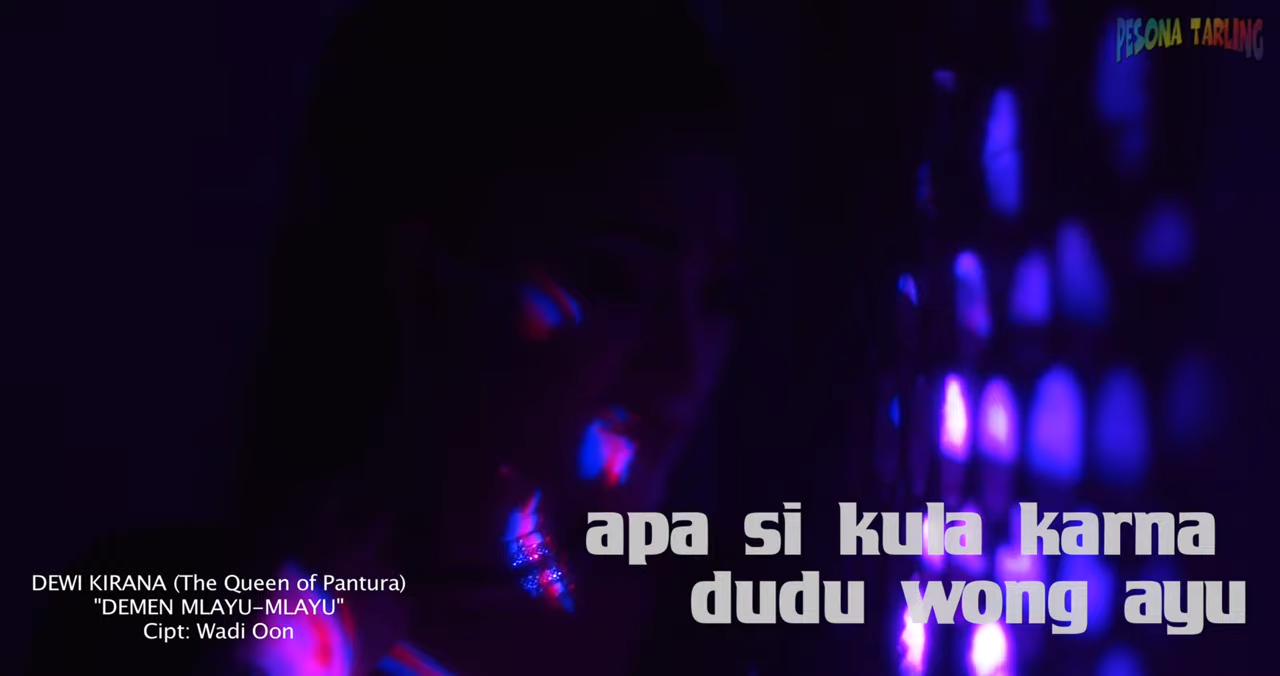 PESONA TARLING
apa si kula karna
dudu wong ayu
DEWI KIRANA (The Queen of Pantura)
"DEMEN MLAYU-MLAYU"
Cipt: Wadi Oon